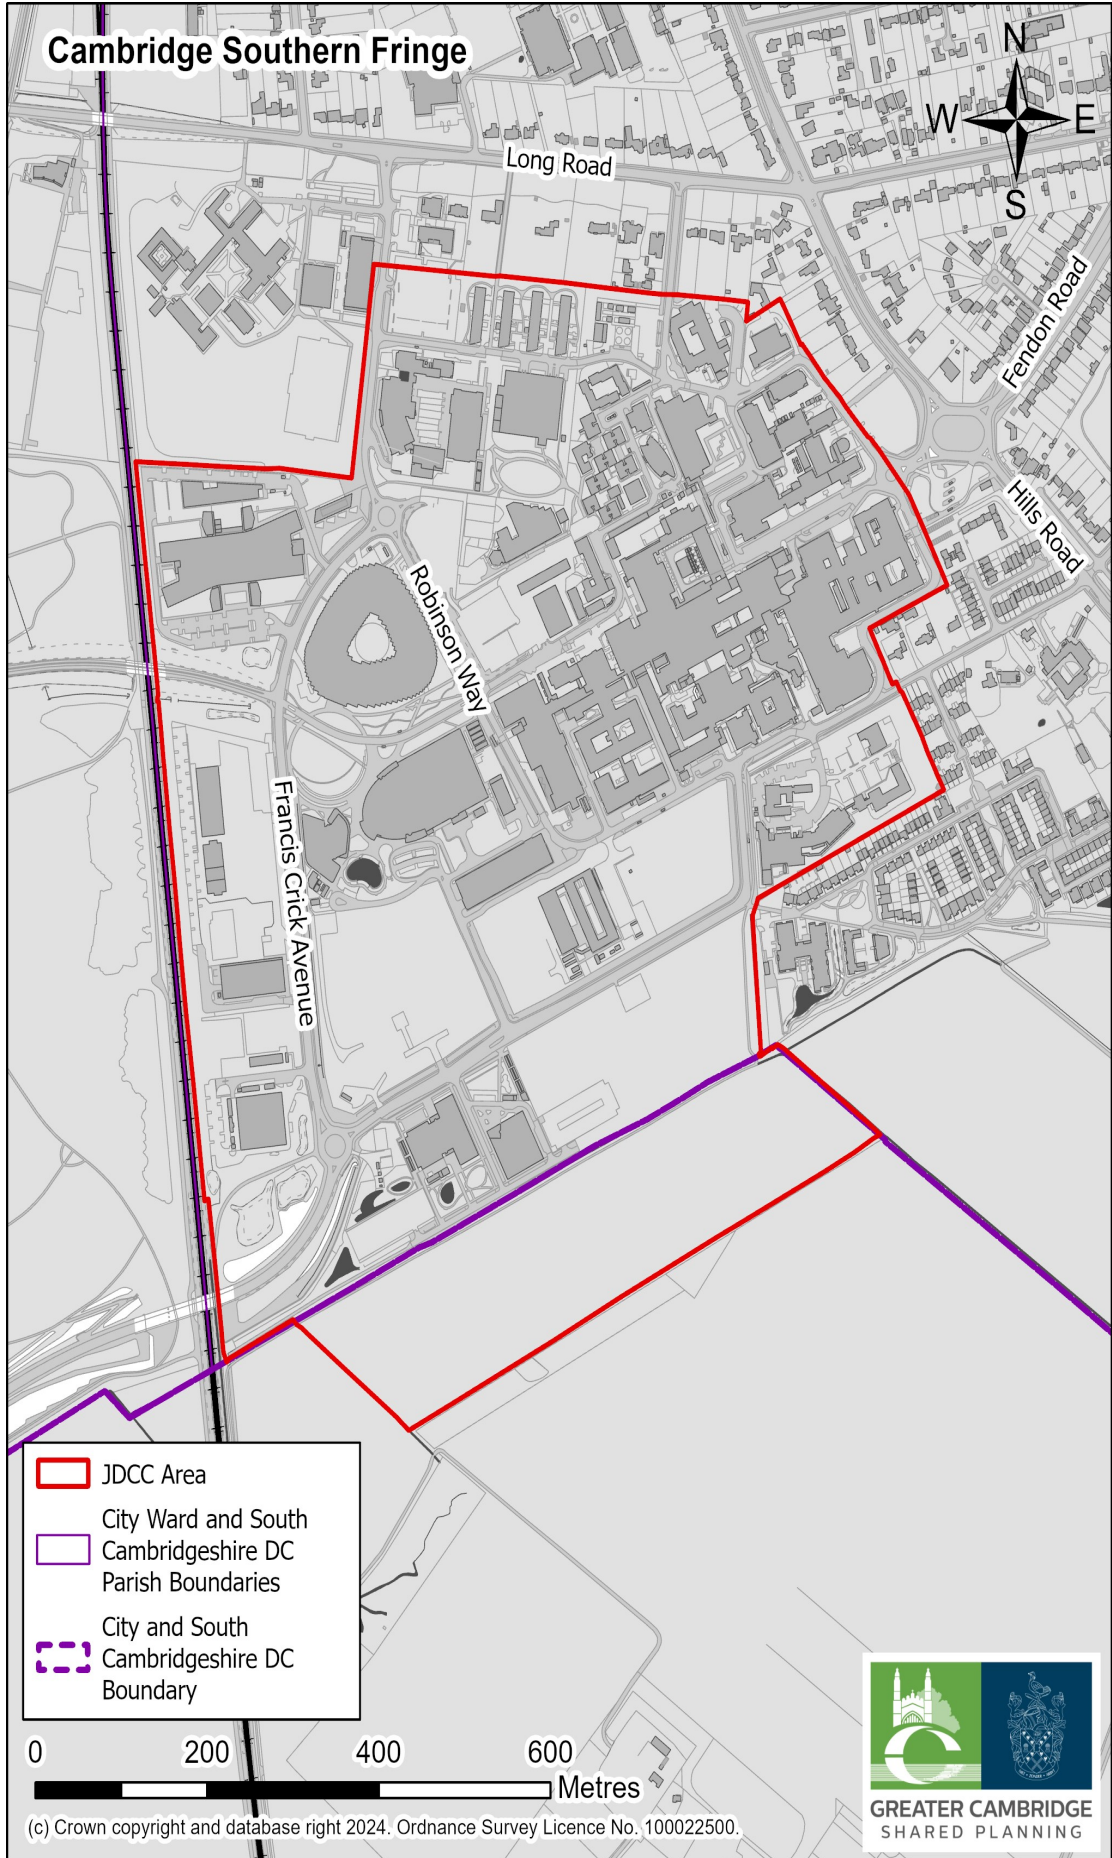 Cambridge Southern Fringe
N
W
E
S
Long Road
Fendon Road
Hills Road
Robinson Way
Francis Crick Avenue
JDCC Area
City Ward and South
Cambridgeshire DC
Parish Boundaries
City and South
Cambridgeshire DC
Boundary
0 200 400 600
Metres
(c) Crown copyright and database right 2024. Ordnance Survey Licence No. 100022500.
GREATER CAMBRIDGE
SHARED PLANNING